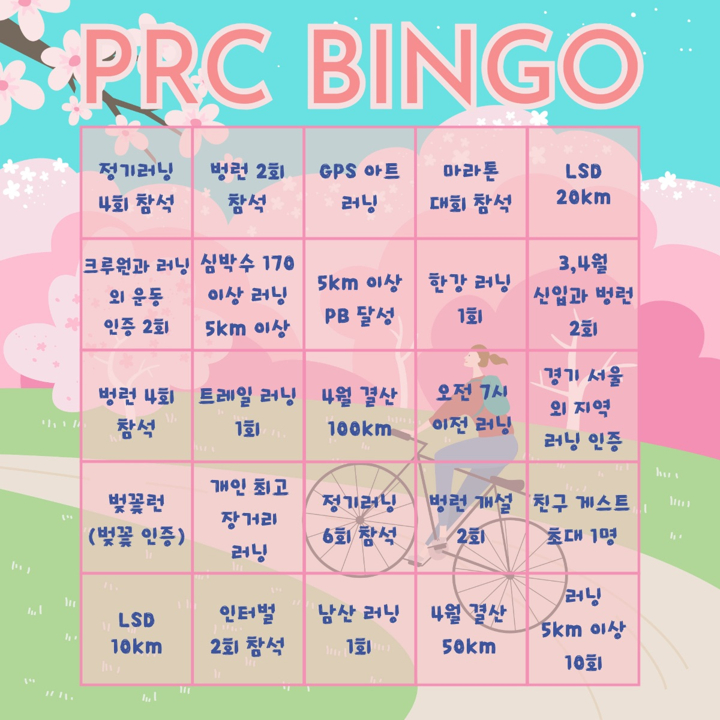 PRC BINGO
정기러닝
4회 참석
벙런 2회
참석
GPS 아트
러닝
마라톤
대회 참석
LSD
20km
크루원과 러닝
외 운동
인증 2회
심박수 170
이상 러닝
5km 이상
5km 이상
PB 달성
한강 러닝
1회
3,4월
신입과 벙런
2회
벙런 4회
참석
트레일 러닝
1회
4월 결산
100km
오전 7시
이전 러닝
경기 서울
외 지역
러닝 인증
벚꽃런
(벚꽃 인증)
개인 최고
장거리
러닝
정기러닝
6회 참석
벙런 개설
2회
친구 게스트
초대 1명
LSD
10km
인터벌
2회 참석
남산 러닝
1회
4월 결산
50km
러닝
5km 이상
10회